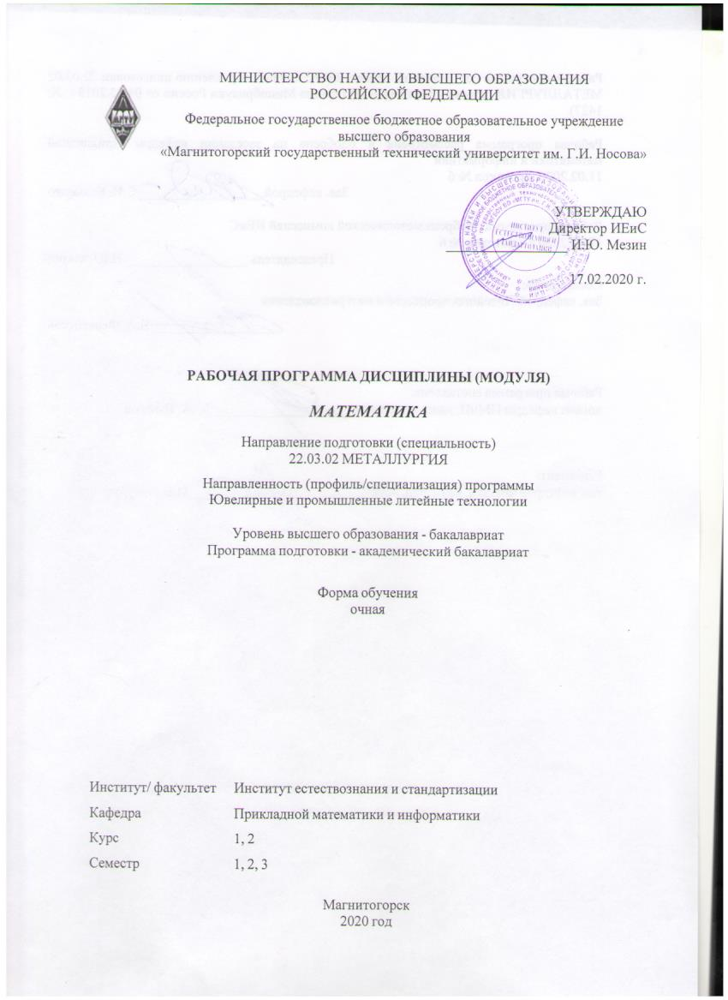 МИНИСТЕРСТВО НАУКИ И ВЫСШЕГО ОБРАЗОВАНИЯ
РОССИЙСКОЙ ФЕДЕРАЦИИ
Федеральное государственное бюджетное образовательное учреждение
высшего образования
«Магнитогорский государственный технический университет им. Г.И. Носова»
УТВЕРЖДАЮ
Директор ИЕиС
И.Ю. Мезин
17.02.2020 г.
ИНСТИТУТ
ЕСТЕСТВОЗНАНИЯ И
СТАНДАРТИЗАЦИИ
РАБОЧАЯ ПРОГРАММА ДИСЦИПЛИНЫ (МОДУЛЯ)
МАТЕМАТИКА
Направление подготовки (специальность)
22.03.02 МЕТАЛЛУРГИЯ
Направленность (профиль/специализация) программы
Ювелирные и промышленные литейные технологии
Уровень высшего образования - бакалавриат
Программа подготовки - академический бакалавриат
Форма обучения
очная
Институт/ факультет Институт естествознания и стандартизации
Кафедра Прикладной математики и информатики
Курс 1, 2
Семестр 1, 2, 3
Магнитогорск
2020 год